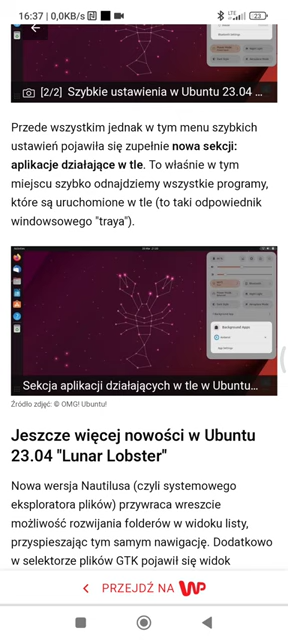 16:37 | 0,0KB/s
23
[2/2] Szybkie ustawienia w Ubuntu 23.04 ...
Przede wszystkim jednak w tym menu szybkich
ustawień pojawiła się zupełnie nowa sekcji:
aplikacje działające w tle. To właśnie w tym
miejscu szybko odnajdziemy wszystkie programy,
które są uruchomione w tle (to taki odpowiednik
windowsowego "traya").
Background Apps
Sekcja aplikacji działających w tle w Ubuntu...
Źródło zdjęć: © OMG! Ubuntu!
Jeszcze więcej nowości w Ubuntu
23.04 "Lunar Lobster"
Nowa wersja Nautilusa (czyli systemowego
eksploratora plików) przywraca wreszcie
możliwość rozwijania folderów w widoku listy,
przyspieszając tym samym nawigację. Dodatkowo
w selektorze plików GTK pojawił się widok
PRZEJDŹ NA WP